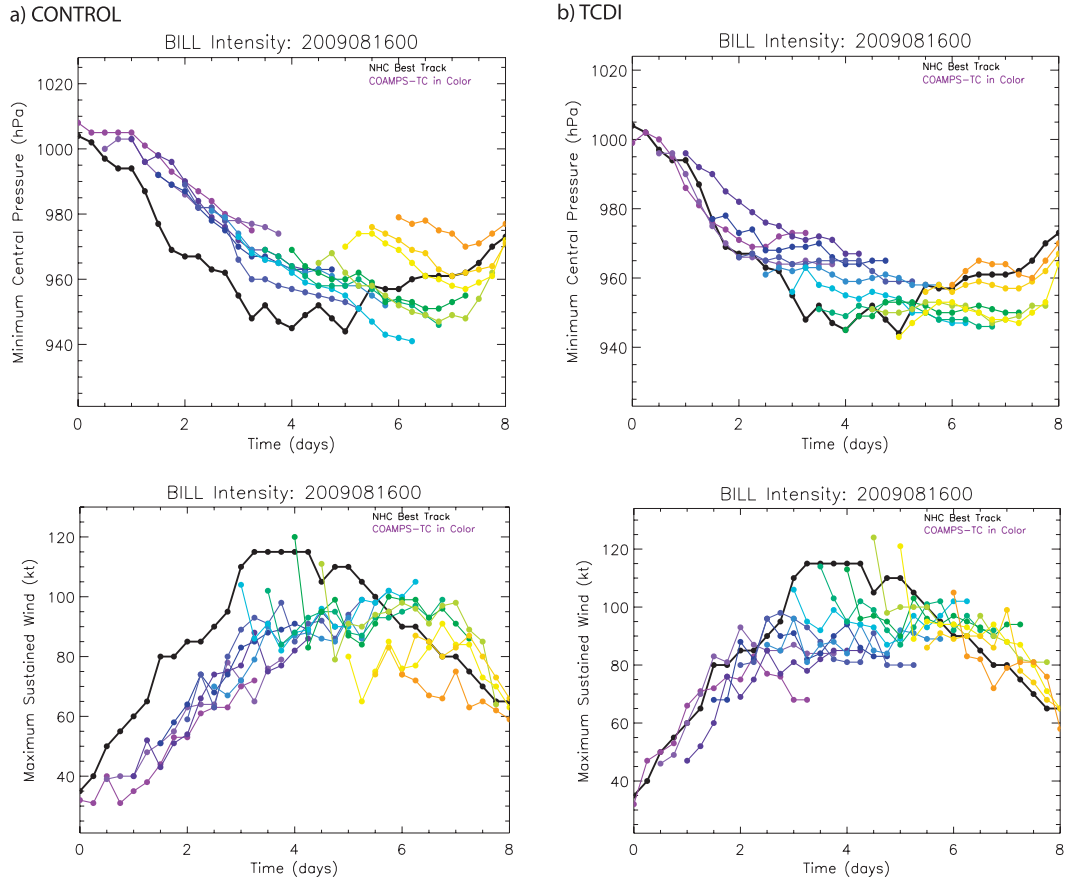 a) CONTROL
BILL Intensity: 2009081600
NHC Best Track
COAMPS-TC in Color
Minimum Central Pressure (hPa)
1020
1000
980
960
940
0 2 4 6 8
Time (days)
BILL Intensity: 2009081600
NHC Best Track
COAMPS-TC in Color
Maximum Sustained Wind (kt)
120
100
80
60
40
0 2 4 6 8
Time (days)
b) TCDI
BILL Intensity: 2009081600
NHC Best Track
COAMPS-TC in Color
Minimum Central Pressure (hPa)
1020
1000
980
960
940
0 2 4 6 8
Time (days)
BILL Intensity: 2009081600
NHC Best Track
COAMPS-TC in Color
Maximum Sustained Wind (kt)
120
100
80
60
40
0 2 4 6 8
Time (days)